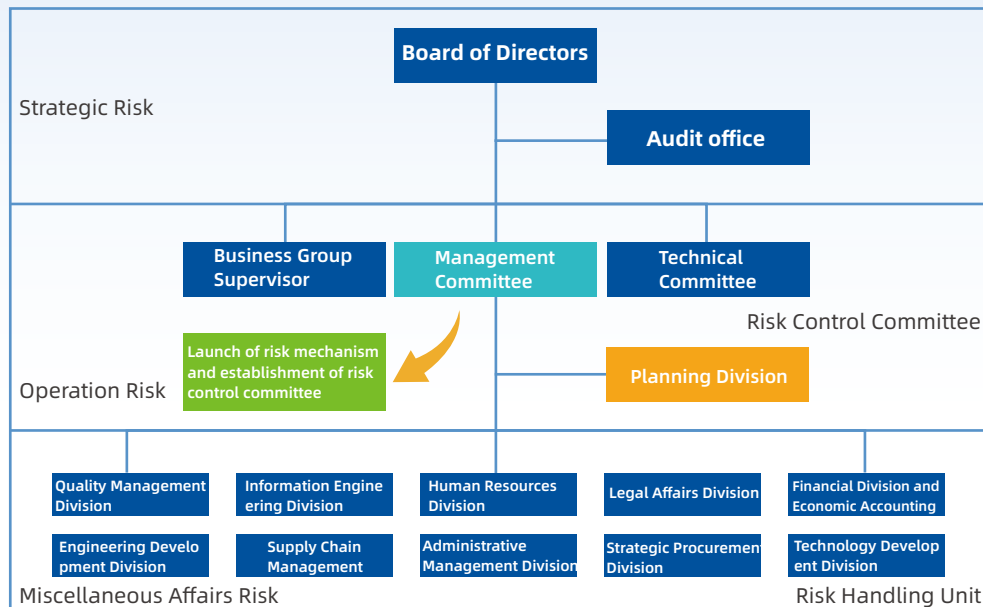 Board of Directors
Strategic Risk
Audit office
Business Group
Supervisor
Management
Committee
Technical
Committee
Risk Control Committee
Launch of risk mechanism
and establishment of risk
control committee
Planning Division
Operation Risk
Quality Management
Division
Information Engine
ering Division
Human Resources
Division
Legal Affairs Division
Financial Division and
Economic Accounting
Engineering Develo
pment Division
Supply Chain
Management
Administrative
Management Division
Strategic Procurement
Division
Technology Develop
ent Division
Miscellaneous Affairs Risk
Risk Handling Unit